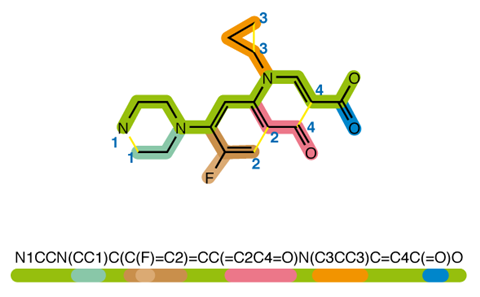 3
3
N
4
O
N
N
4
O
1
2
1
2
O
F
N1CCN(CC1)C(C(F)=C2)=CC(=C2C4=O)N(C3CC3)C=C4C(=O)O